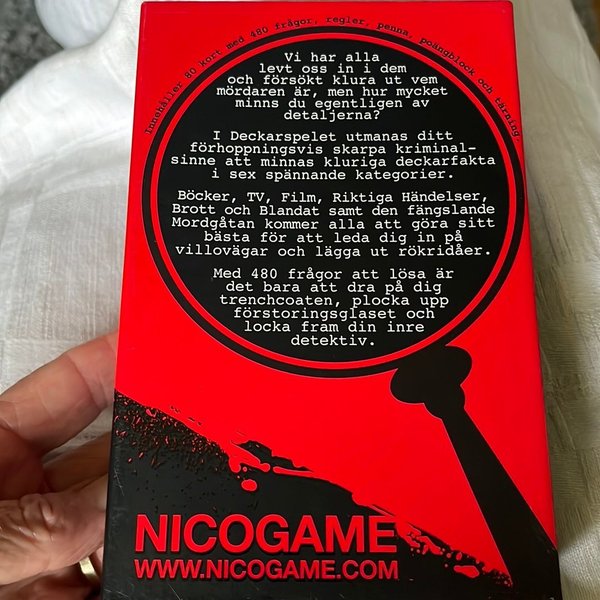 Innehåller 80 kort med 480 frågor, regler, penna, poängblock och tärning.
Vi har alla
levt oss in i dem
och försökt klura ut vem
mördaren är, men hur mycket
minns du egentligen av
detaljerna?
I Deckarspelet utmanas ditt
förhoppningsvis skarpa kriminal-
sinne att minnas kluriga deckarfakta
i sex spännande kategorier.
Böcker, TV, Film, Riktiga Händelser,
Brott och Blandat samt den fängslande
Mordgåtan kommer alla att göra sitt
bästa för att leda dig in på
villovägar och lägga ut rökridåer.
Med 480 frågor att lösa är
det bara att dra på dig
trenchcoaten, plocka upp
förstoringsglaset och
locka fram din inre
detektiv.
NICOGAME
WWW.NICOGAME.COM